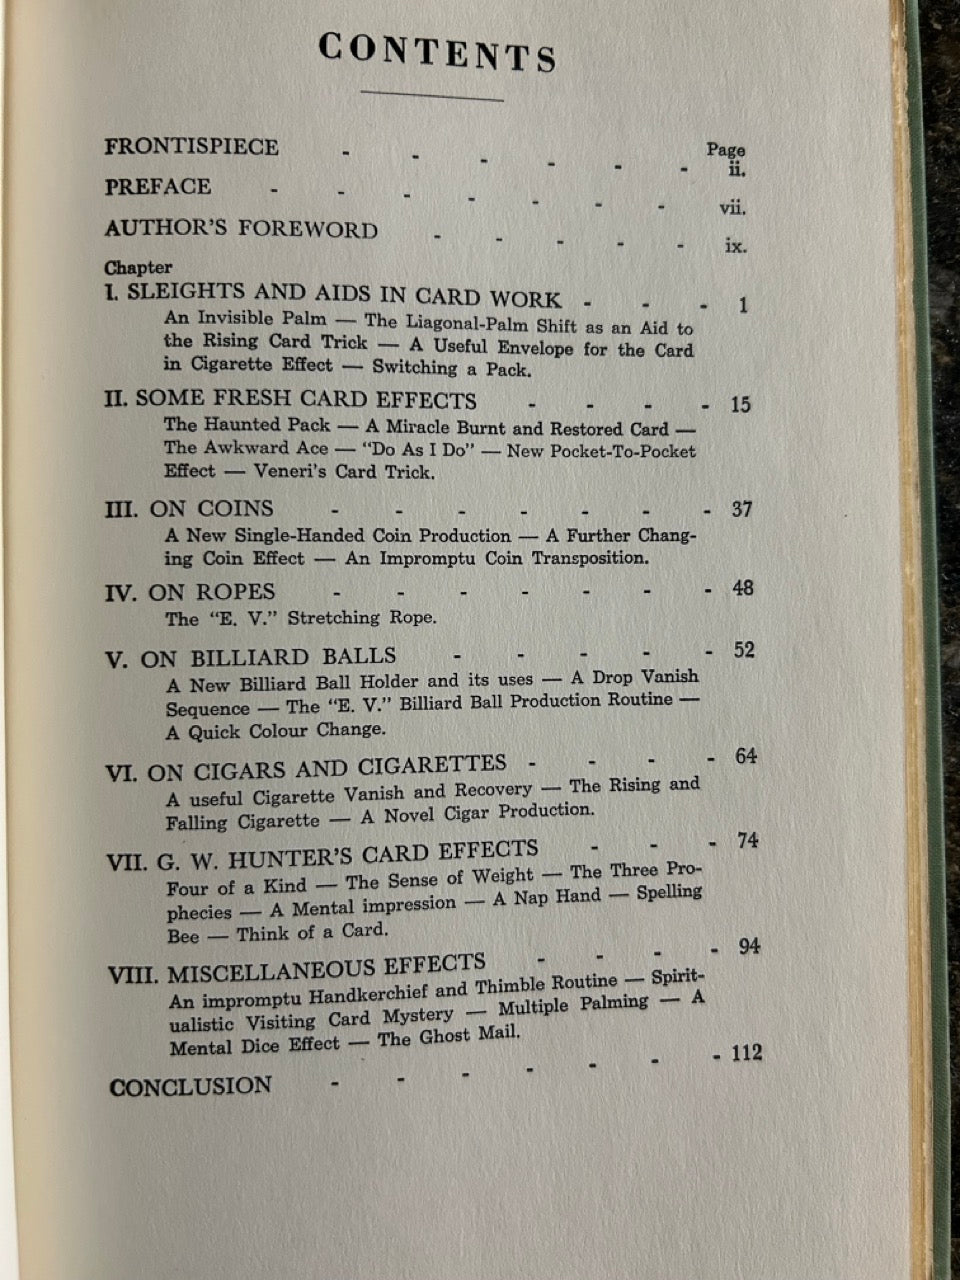 CONTENTS
Page
FRONTISPIECE - - - - - - ii.
PREFACE - - - - - - - vii.
AUTHOR'S FOREWORD - - - - - ix.
Chapter
I. SLEIGHTS AND AIDS IN CARD WORK - - - 1
An Invisible Palm — The Liagonal-Palm Shift as an Aid to
the Rising Card Trick — A Useful Envelope for the Card
in Cigarette Effect — Switching a Pack.
II. SOME FRESH CARD EFFECTS - - - - 15
The Haunted Pack — A Miracle Burnt and Restored Card —
The Awkward Ace — "Do As I Do" — New Pocket-To-Pocket
Effect — Veneri's Card Trick.
III. ON COINS - - - - - - - 37
A New Single-Handed Coin Production — A Further Chang-
ing Coin Effect — An Impromptu Coin Transposition.
IV. ON ROPES - - - - - - - 48
The "E. V." Stretching Rope.
V. ON BILLIARD BALLS - - - - - 52
A New Billiard Ball Holder and its uses — A Drop Vanish
Sequence — The "E. V." Billiard Ball Production Routine —
A Quick Colour Change.
VI. ON CIGARS AND CIGARETTES - - - - 64
A useful Cigarette Vanish and Recovery — The Rising and
Falling Cigarette — A Novel Cigar Production.
VII. G. W. HUNTER'S CARD EFFECTS - - - 74
Four of a Kind — The Sense of Weight — The Three Pro-
phecies — A Mental impression — A Nap Hand — Spelling
Bee — Think of a Card.
VIII. MISCELLANEOUS EFFECTS - - - - 94
An impromptu Handkerchief and Thimble Routine — Spirit-
ualistic Visiting Card Mystery — Multiple Palming — A
Mental Dice Effect — The Ghost Mail.
CONCLUSION - - - - - - - 112